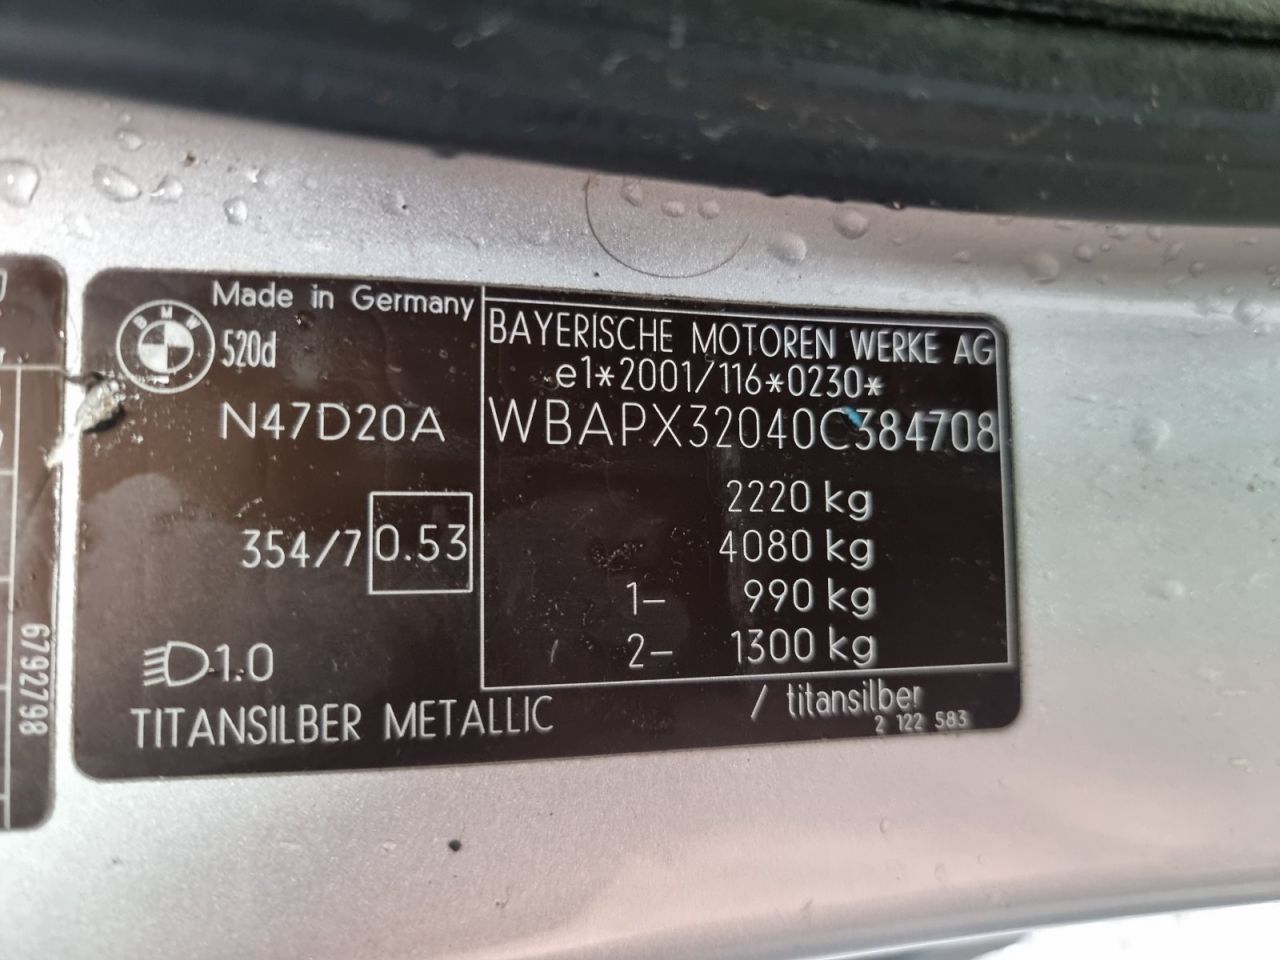 Made in Germany
BMW
520d
N47D20A
354/7 0.53
1.0
TITANSILBER METALLIC
BAYERISCHE MOTOREN WERKE AG
e1*2001/116*0230*
WBAPX32040C384708
2220 kg
4080 kg
1- 990 kg
2- 1300 kg
/ titansilber
2 122 583
6792798